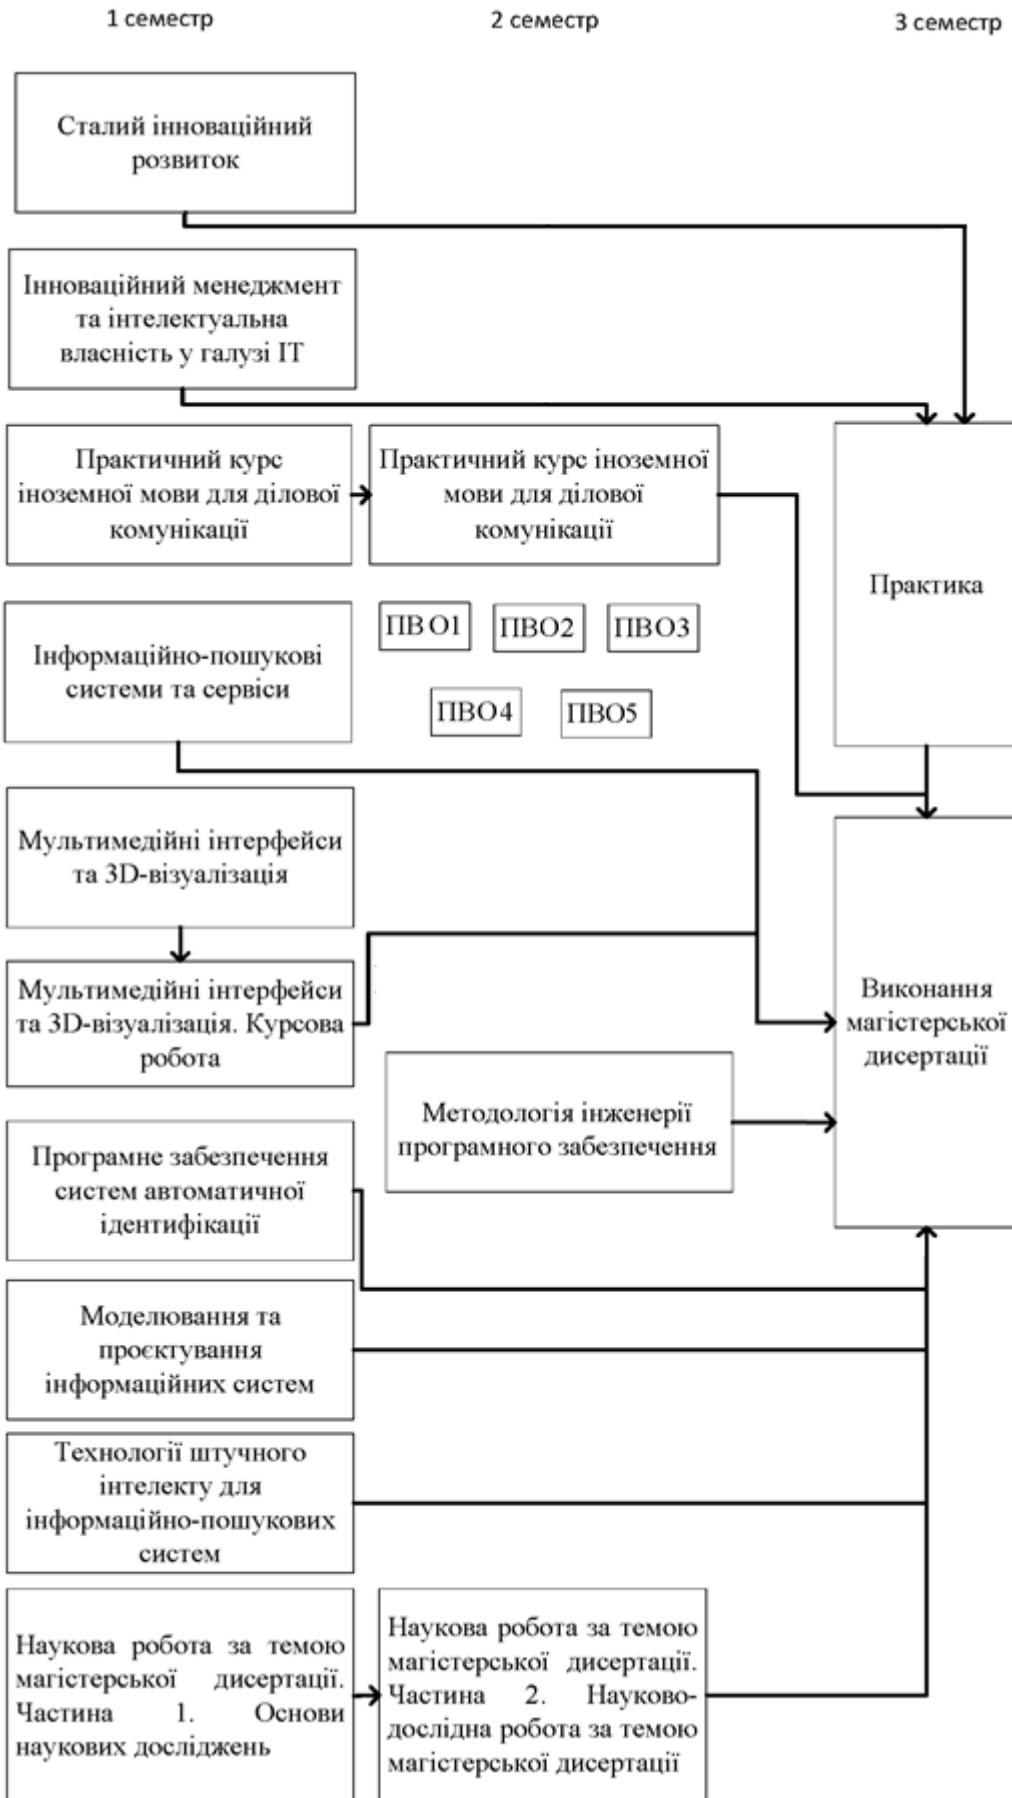 1 семестр
2 семестр
3 семестр
Сталий інноваційний
розвиток
Інноваційний менеджмент
та інтелектуальна
власність у галузі ІТ
Практичний курс
іноземної мови для ділової
комунікації
Практичний курс іноземної
мови для ділової
комунікації
Практика
Інформаційно-пошукові
системи та сервіси
ПВО1
ПВО2
ПВО3
ПВО4
ПВО5
Мультимедійні інтерфейси
та 3D-візуалізація
Мультимедійні інтерфейси
та 3D-візуалізація. Курсова
робота
Виконання
магістерської
дисертації
Методологія інженерії
програмного забезпечення
Програмне забезпечення
систем автоматичної
ідентифікації
Моделювання та
проєктування
інформаційних систем
Технології штучного
інтелекту для
інформаційно-пошукових
систем
Наукова робота за темою
магістерської дисертації.
Частина 1. Основи
наукових досліджень
Наукова робота за темою
магістерської дисертації.
Частина 2. Науково-
дослідна робота за темою
магістерської дисертації